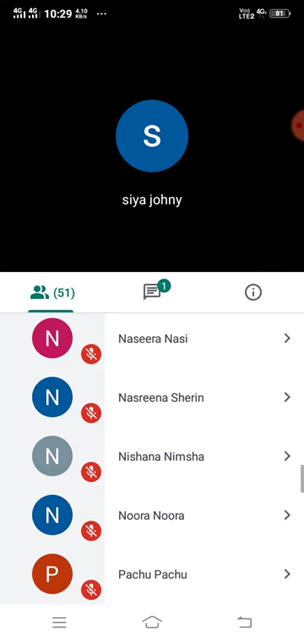 4G 4G 10:29 4.10 KB/s ... Vo) LTE2 4G 81
S
siya johny
(51)
1
N Naseera Nasi
N Nasreena Sherin
N Nishana Nimsha
N Noora Noora
P Pachu Pachu